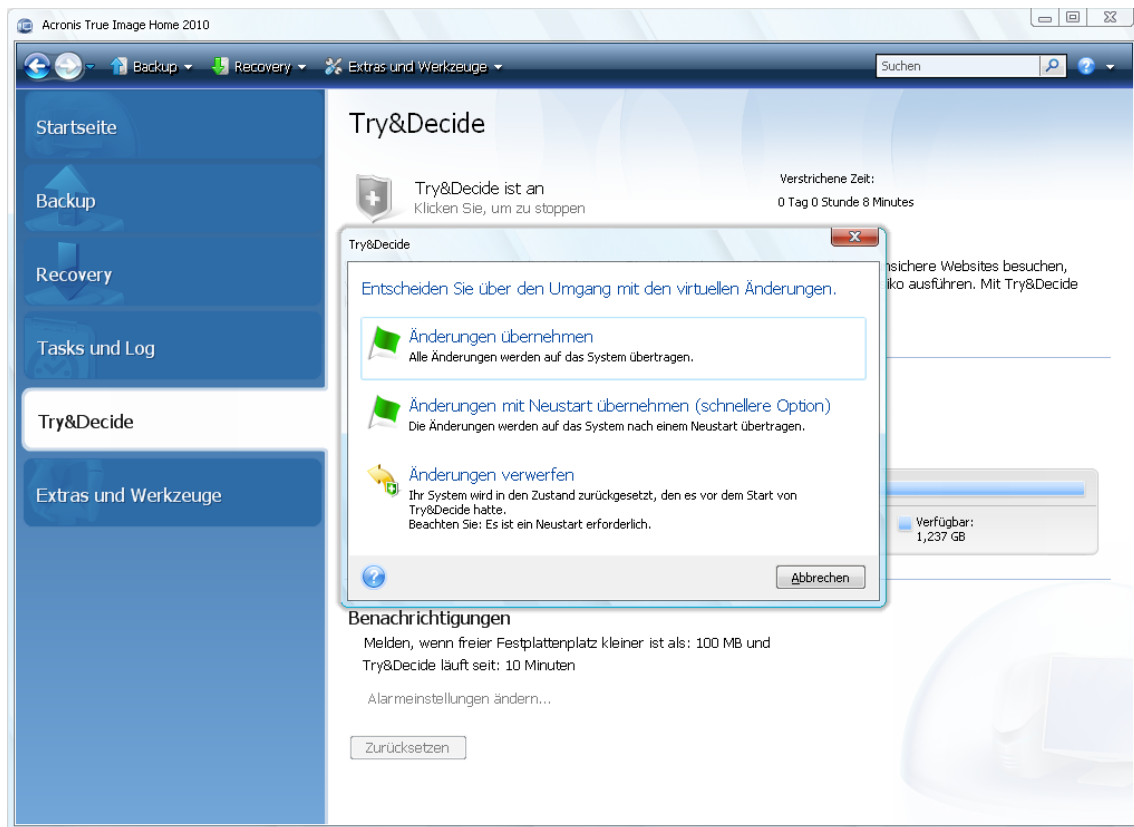 Acronis True Image Home 2010
Backup
Recovery
Extras und Werkzeuge
Suchen
Startseite
Backup
Recovery
Tasks und Log
Try&Decide
Extras und Werkzeuge
Try&Decide
Try&Decide ist an
Klicken Sie, um zu stoppen
Verstrichene Zeit:
0 Tag 0 Stunde 8 Minutes
nsichere Websites besuchen,
iko ausführen. Mit Try&Decide
Try&Decide
Entscheiden Sie über den Umgang mit den virtuellen Änderungen.
Änderungen übernehmen
Alle Änderungen werden auf das System übertragen.
Änderungen mit Neustart übernehmen (schnellere Option)
Die Änderungen werden auf das System nach einem Neustart übertragen.
Änderungen verwerfen
Ihr System wird in den Zustand zurückgesetzt, den es vor dem Start von
Try&Decide hatte.
Beachten Sie: Es ist ein Neustart erforderlich.
Abbrechen
Verfügbar:
1,237 GB
Benachrichtigungen
Melden, wenn freier Festplattenplatz kleiner ist als: 100 MB und
Try&Decide läuft seit: 10 Minuten
Alarmeinstellungen ändern...
Zurücksetzen